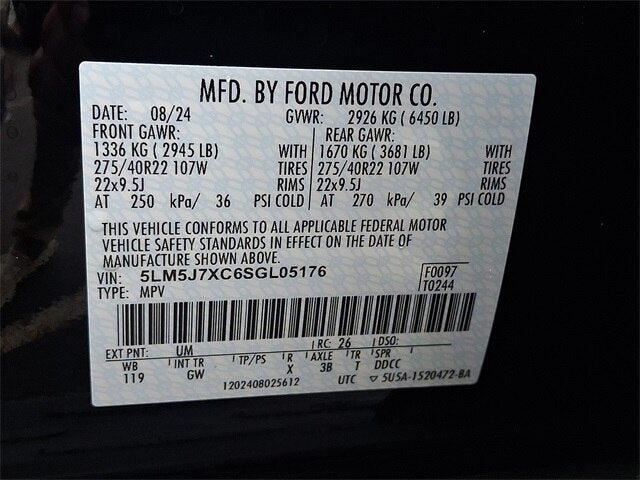 MFD. BY FORD MOTOR CO.
DATE: 08/24 GVWR: 2926 KG ( 6450 LB)
FRONT GAWR: REAR GAWR:
1336 KG ( 2945 LB) WITH 1670 KG ( 3681 LB) WITH
275/40R22 107W TIRES 275/40R22 107W TIRES
22x9.5J RIMS 22x9.5J RIMS
AT 250 kPa/ 36 PSI COLD AT 270 kPa/ 39 PSI COLD
THIS VEHICLE CONFORMS TO ALL APPLICABLE FEDERAL MOTOR
VEHICLE SAFETY STANDARDS IN EFFECT ON THE DATE OF
MANUFACTURE SHOWN ABOVE.
VIN: 5LM5J7XC6SGL05176 F0097
TYPE: MPV T0244
EXT PNT: UM RC: 26 DSO:
WB INT TR TP/PS R AXLE TR SPR
119 GW X 3B T DDCC
1202408025612 UTC ▽ 5U5A-1520472-BA